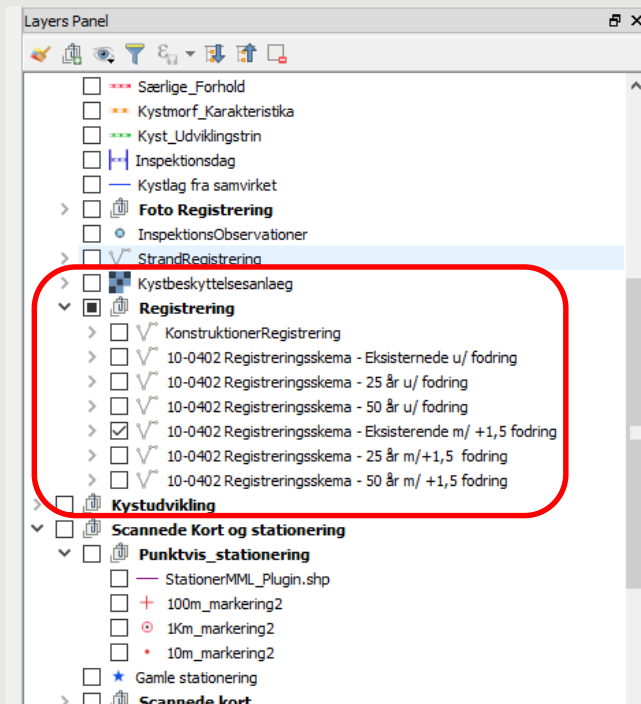 Layers Panel
Særlige_Forhold
Kystmorf_Karakteristika
Kyst_Udviklingstrin
Inspektionsdag
Kystlag fra samvirket
Foto Registrering
InspektionsObservationer
StrandRegistrering
Kystbeskyttelsesanlaeg
Registrering
KonstruktionerRegistrering
10-0402 Registreringsskema - Eksisternede u/ fodring
10-0402 Registreringsskema - 25 år u/ fodring
10-0402 Registreringsskema - 50 år u/ fodring
10-0402 Registreringsskema - Eksisterende m/ +1,5 fodring
10-0402 Registreringsskema - 25 år m/+1,5 fodring
10-0402 Registreringsskema - 50 år m/ +1,5 fodring
Kystudvikling
Scannede Kort og stationering
Punktvis_stationering
StationerMML_Plugin.shp
100m_markering2
1Km_markering2
10m_markering2
Gamle stationering
Scannede kort